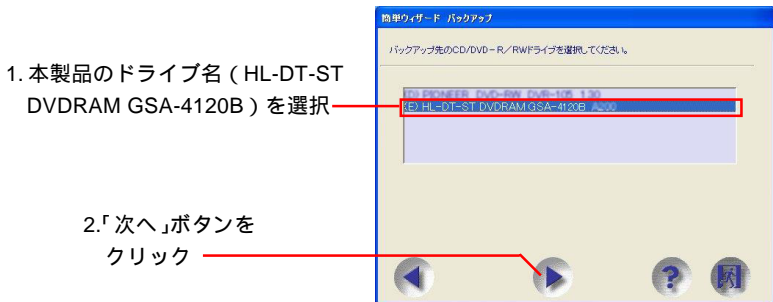 簡単ウィザード バックアップ
バックアップ先のCD/DVD-R/RWドライブを選択してください。
(D) PIONEER DVD-RW DVR-105 1.30
(E) HL-DT-ST DVDRAM GSA-4120B A200
1. 本製品のドライブ名（HL-DT-ST
DVDRAM GSA-4120B）を選択
2.「次へ」ボタンを
クリック
?